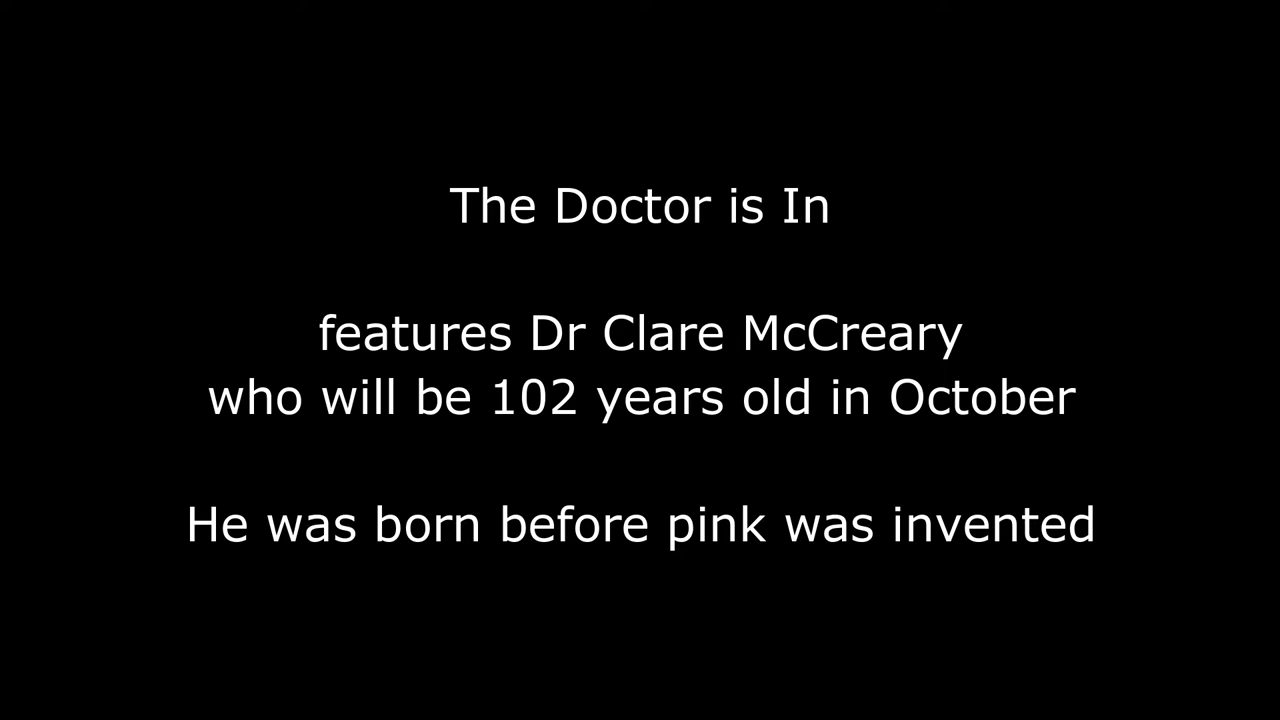 The Doctor is In
features Dr Clare McCreary
who will be 102 years old in October
He was born before pink was invented